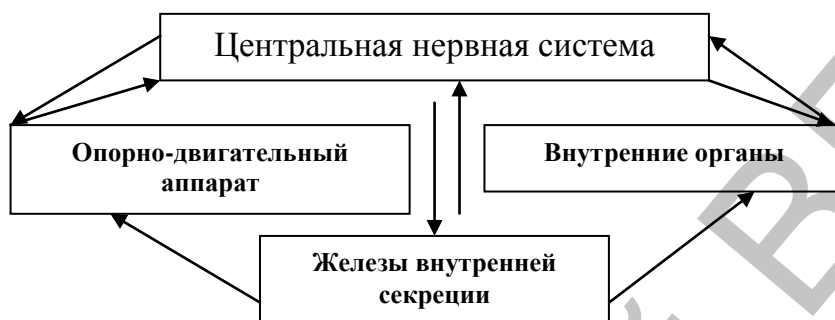 Центральная нервная система
Опорно-двигательный
аппарат
Внутренние органы
Железы внутренней
секреции